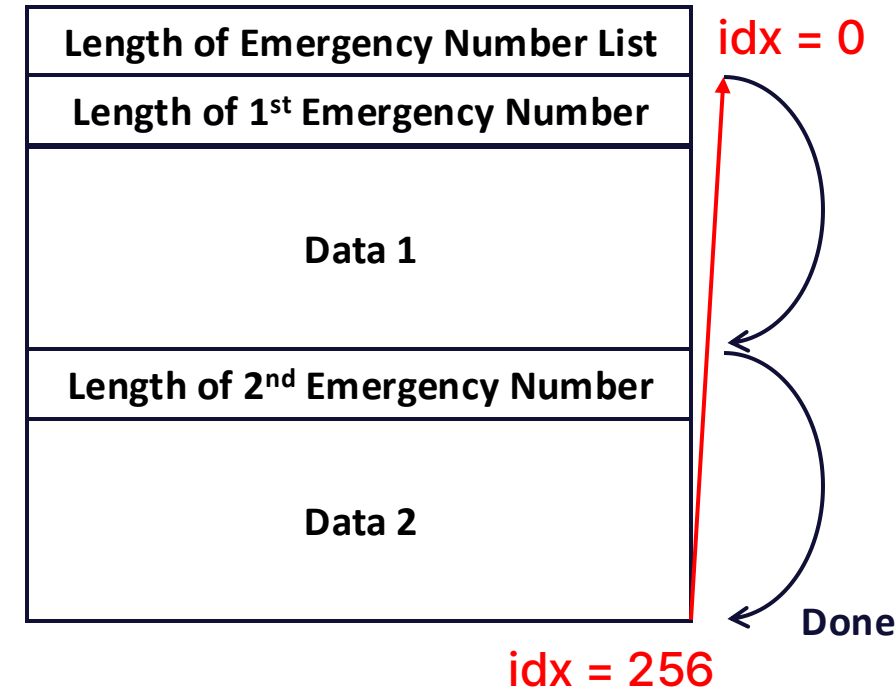 Length of Emergency Number List
idx = 0
Length of 1st Emergency Number
Data 1
Length of 2nd Emergency Number
Data 2
Done
idx = 256